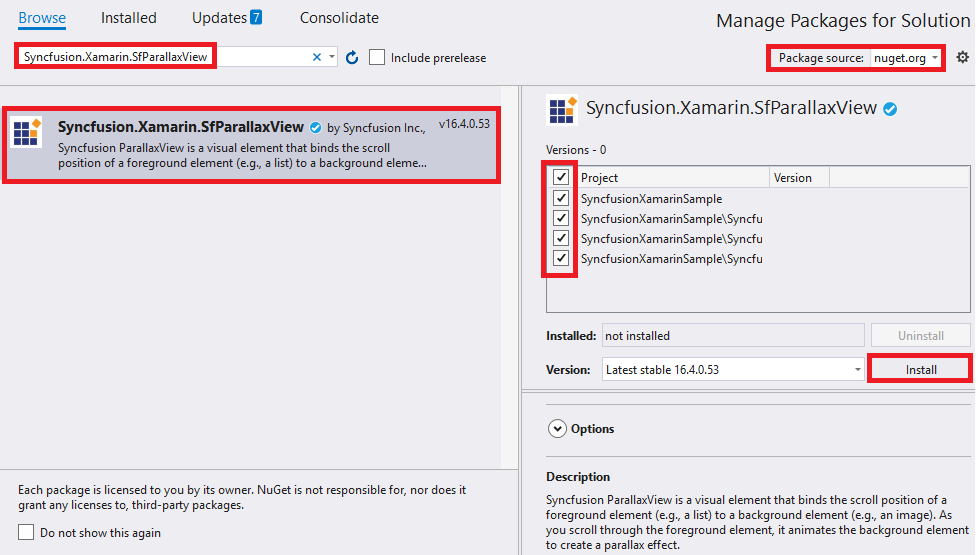 Browse Installed Updates 7 Consolidate
Manage Packages for Solution
Syncfusion.Xamarin.SfParallaxView
Include prerelease
Package source: nuget.org
Syncfusion.Xamarin.SfParallaxView by Syncfusion Inc., v16.4.0.53
Syncfusion ParallaxView is a visual element that binds the scroll
position of a foreground element (e.g., a list) to a background eleme...
Each package is licensed to you by its owner. NuGet is not responsible for, nor does it
grant any licenses to, third-party packages.
Do not show this again
Syncfusion.Xamarin.SfParallaxView
Versions - 0
Project Version
SyncfusionXamarinSample
SyncfusionXamarinSample\Syncfu
SyncfusionXamarinSample\Syncfu
SyncfusionXamarinSample\Syncfu
Installed: not installed Uninstall
Version: Latest stable 16.4.0.53 Install
Options
Description
Syncfusion ParallaxView is a visual element that binds the scroll position of a
foreground element (e.g., a list) to a background element (e.g., an image). As
you scroll through the foreground element, it animates the background element
to create a parallax effect.